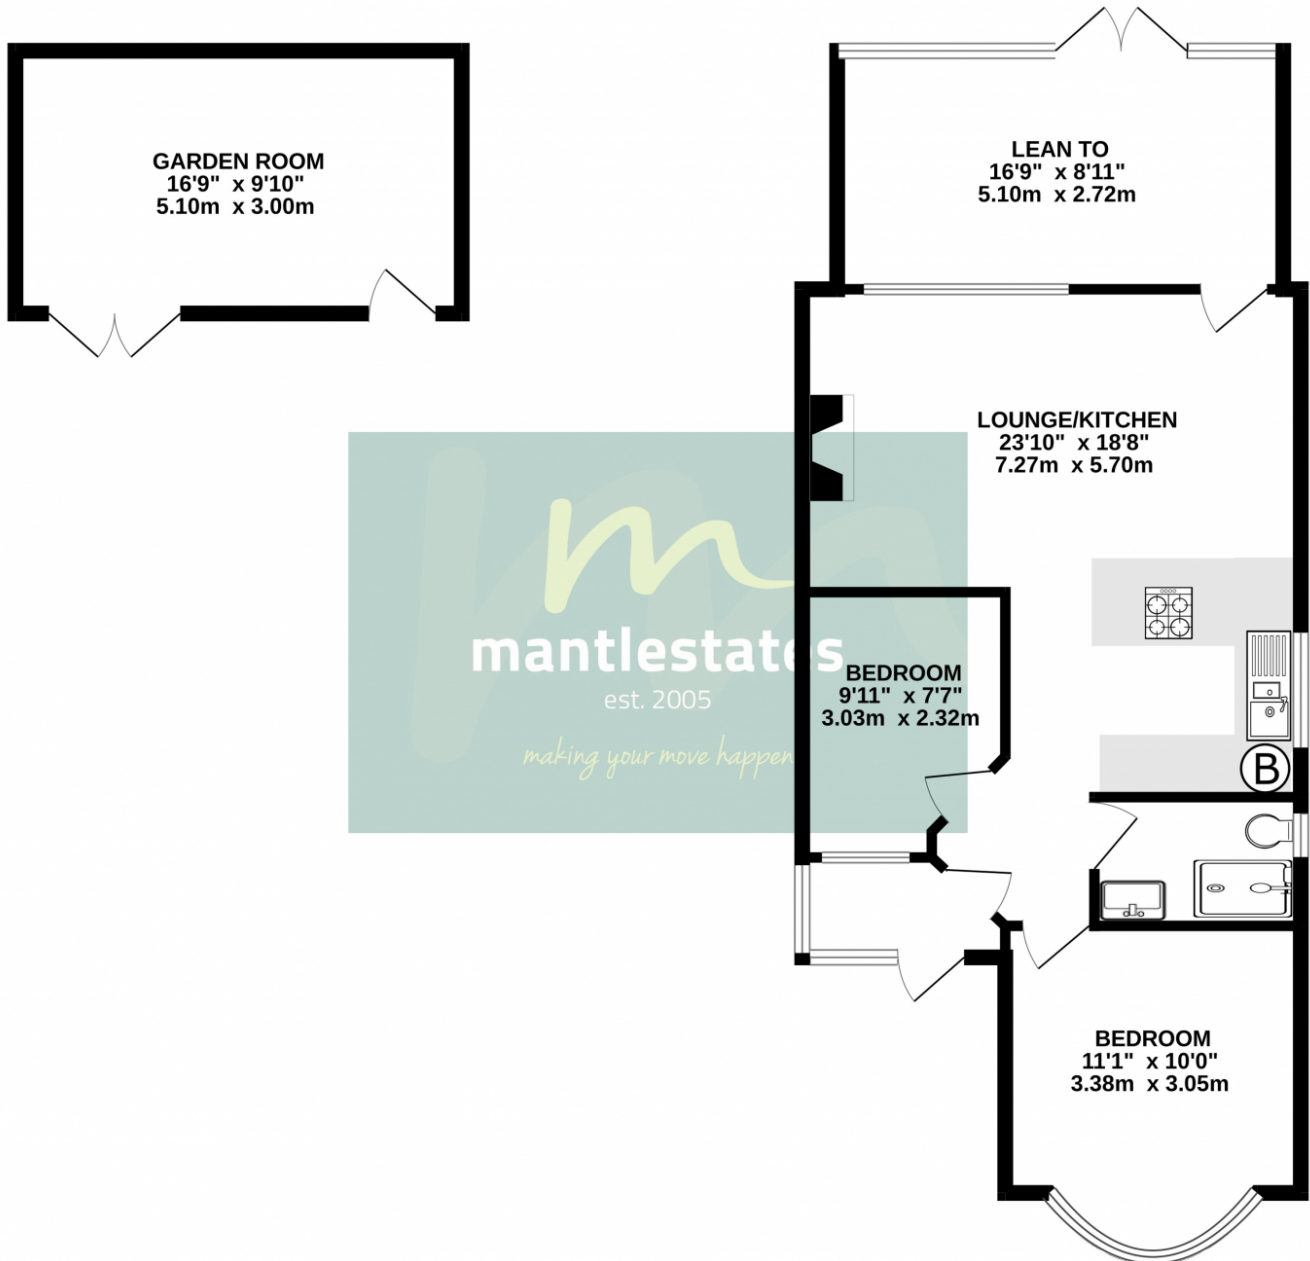 GARDEN ROOM
16'9" x 9'10"
5.10m x 3.00m
LEAN TO
16'9" x 8'11"
5.10m x 2.72m
LOUNGE/KITCHEN
23'10" x 18'8"
7.27m x 5.70m
m
mantlestates
est. 2005
making your move happen
BEDROOM
9'11" x 7'7"
3.03m x 2.32m
B
BEDROOM
11'1" x 10'0"
3.38m x 3.05m